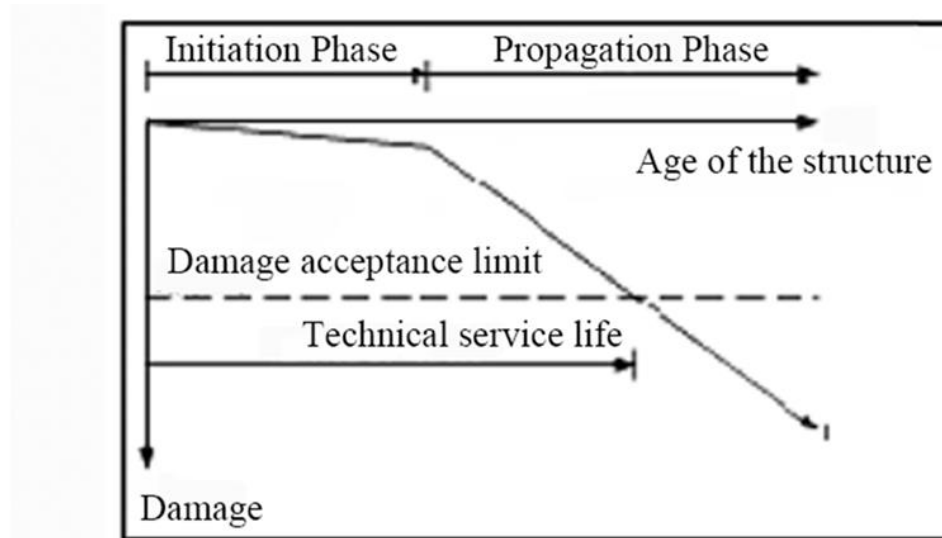 Initiation Phase
Propagation Phase
Age of the structure
Damage acceptance limit
Technical service life
Damage